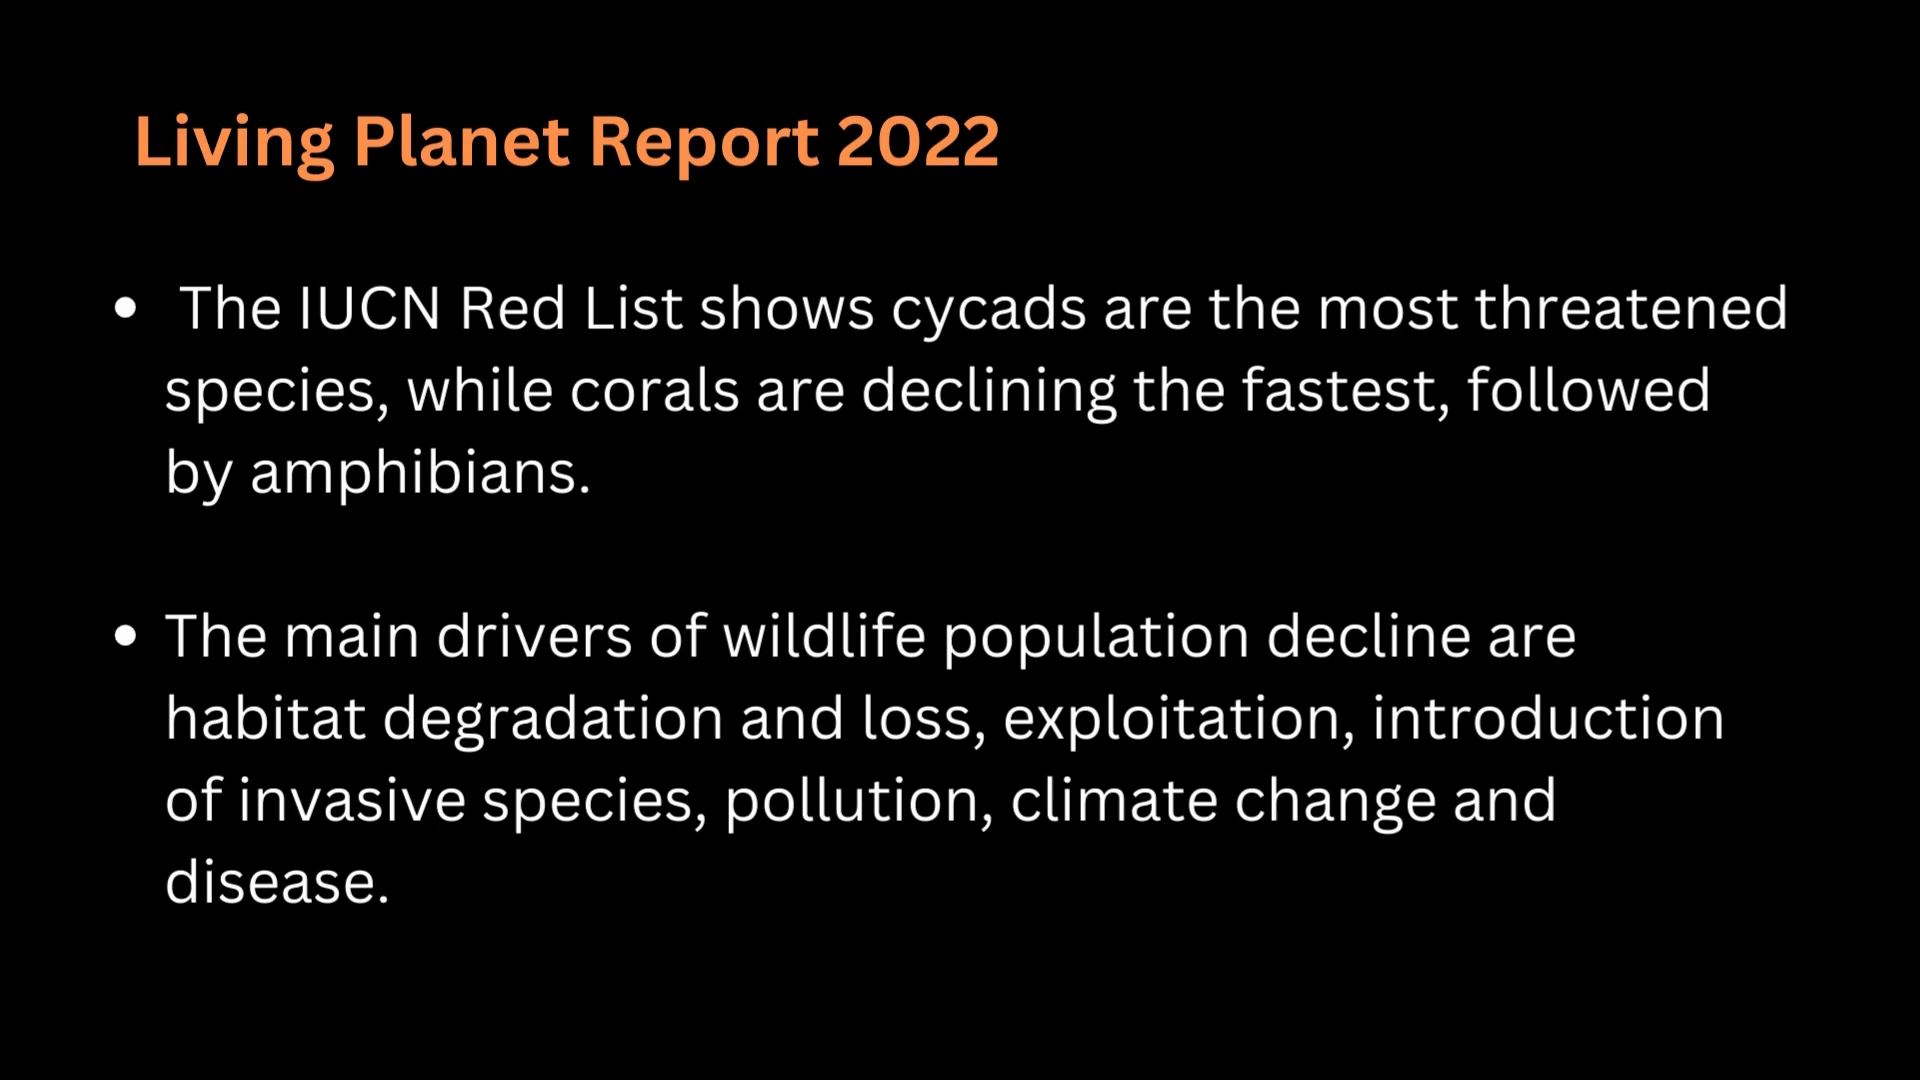 Living Planet Report 2022
• The IUCN Red List shows cycads are the most threatened
species, while corals are declining the fastest, followed
by amphibians.
• The main drivers of wildlife population decline are
habitat degradation and loss, exploitation, introduction
of invasive species, pollution, climate change and
disease.